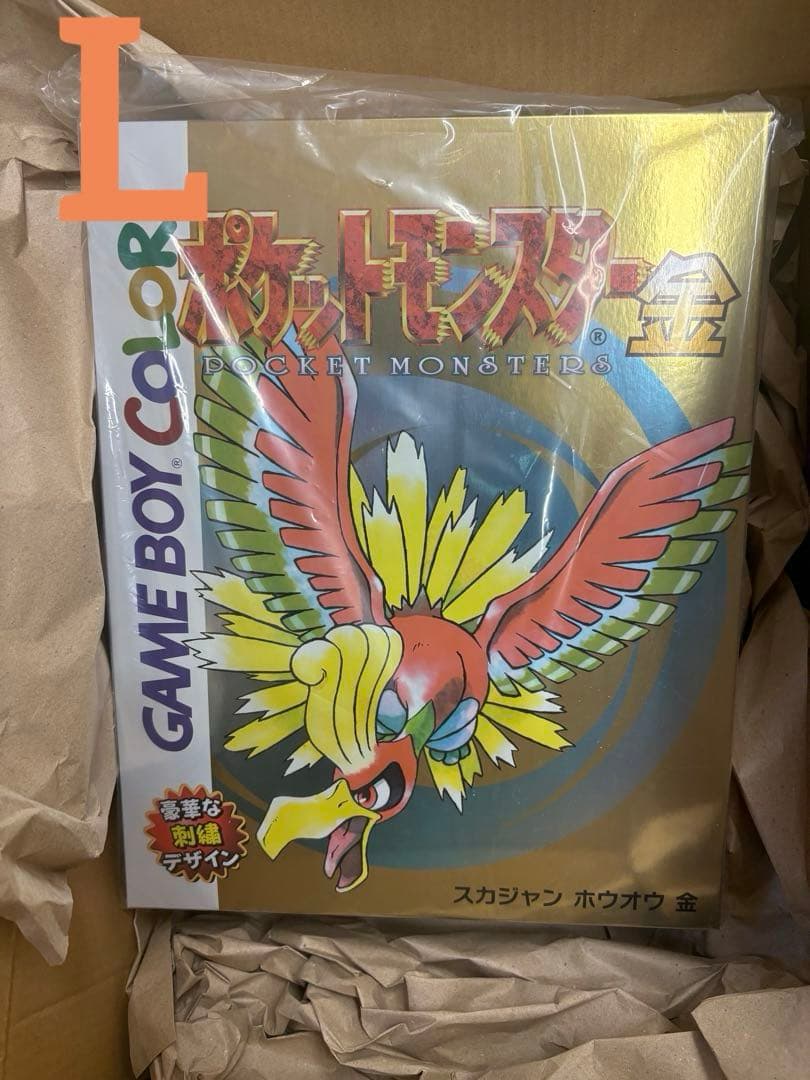 L
GAME BOY® COLOR
ポケットモンスター®金
POCKET MONSTERS
豪華な
刺繍
デザイン
スカジャン ホウオウ 金